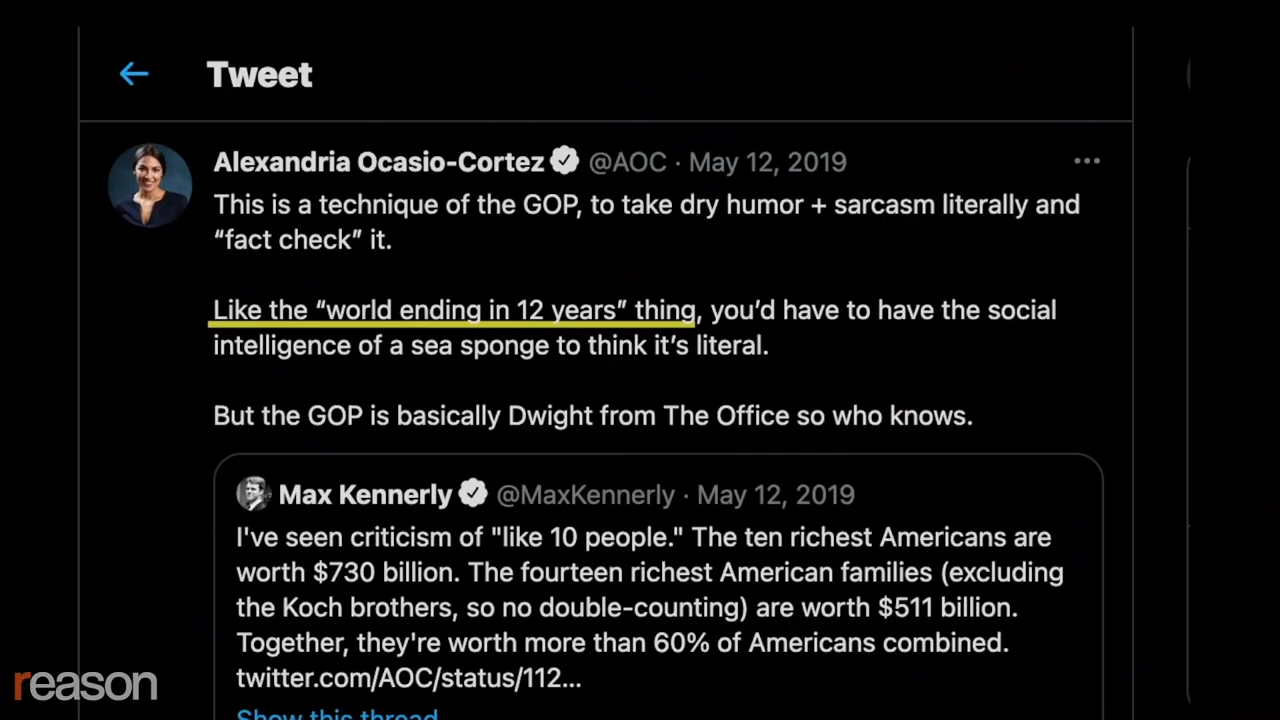 Tweet
Alexandria Ocasio-Cortez @AOC · May 12, 2019
This is a technique of the GOP, to take dry humor + sarcasm literally and
“fact check” it.
Like the “world ending in 12 years” thing, you’d have to have the social
intelligence of a sea sponge to think it’s literal.
But the GOP is basically Dwight from The Office so who knows.
Max Kennerly @MaxKennerly · May 12, 2019
I've seen criticism of "like 10 people." The ten richest Americans are
worth $730 billion. The fourteen richest American families (excluding
the Koch brothers, so no double-counting) are worth $511 billion.
Together, they're worth more than 60% of Americans combined.
twitter.com/AOC/status/112...
Show this thread
reason